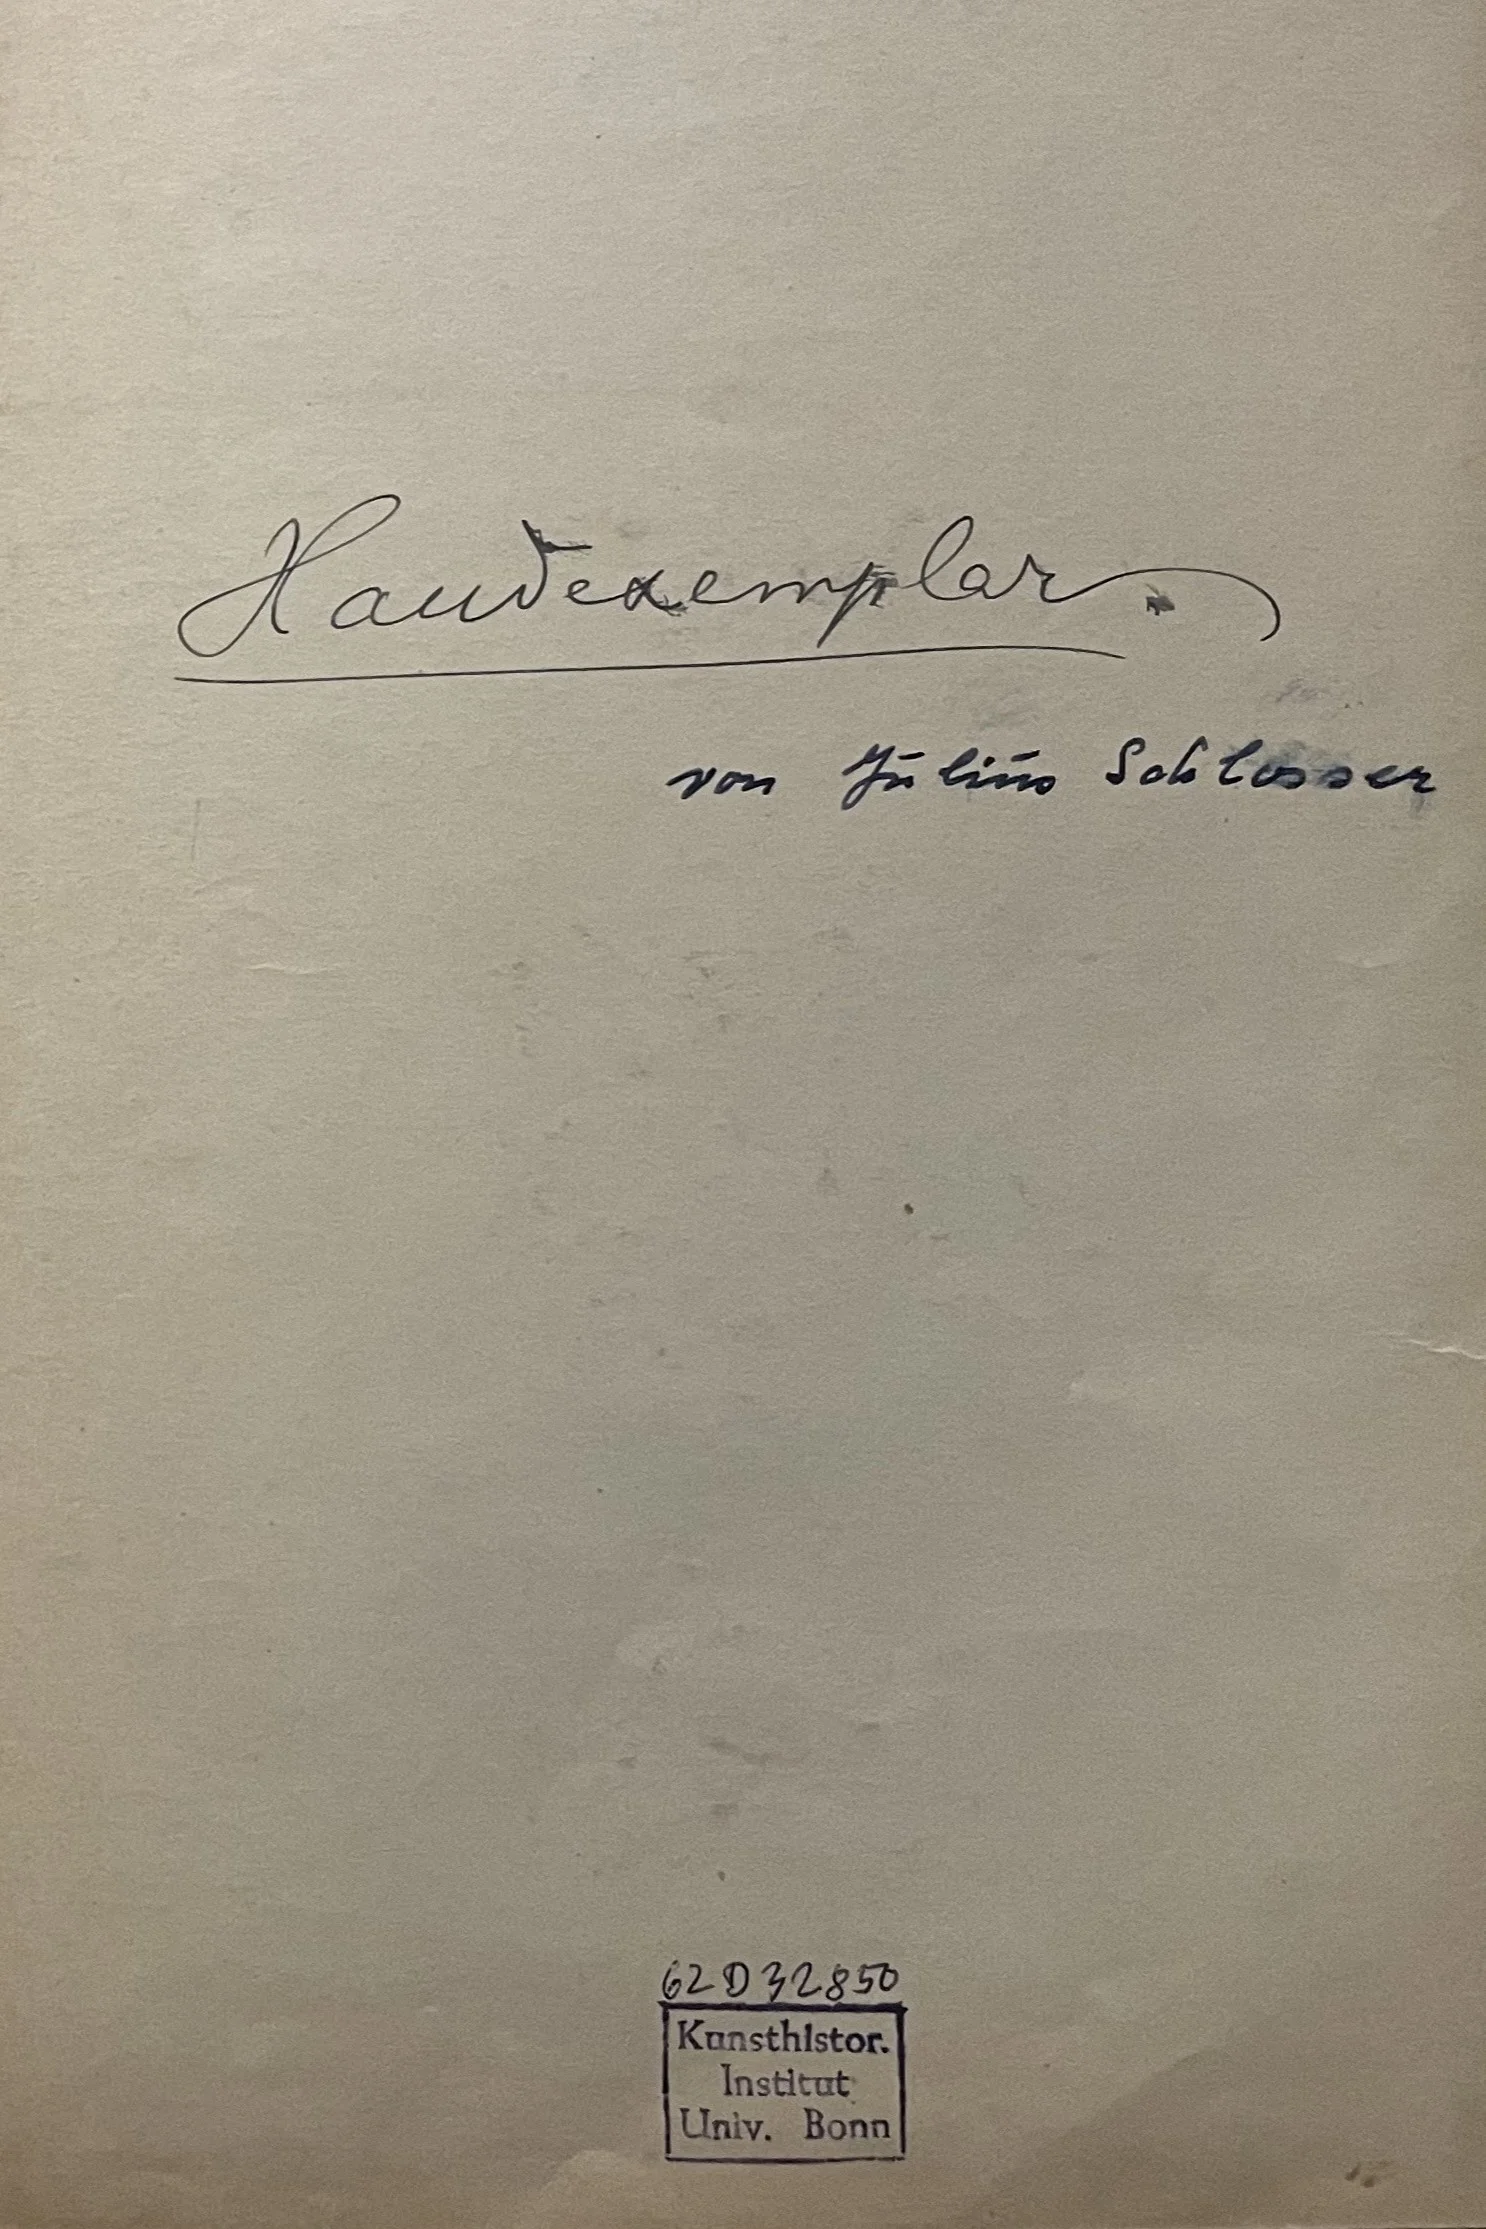 Handexemplar
von Julius Schlosser
62D32850
Kunsthistor.
Institut
Univ. Bonn